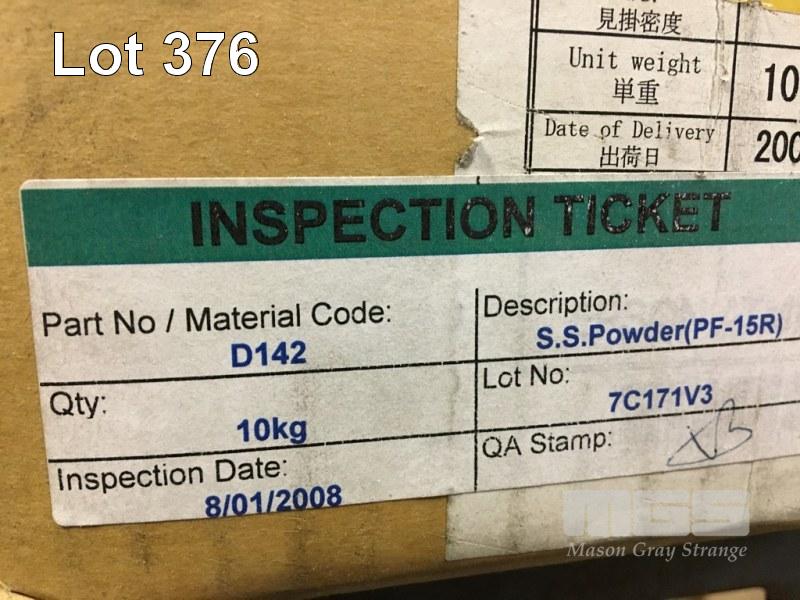 Lot 376
見掛密度
Unit weight
単重
10
Date of Delivery
出荷日
200
INSPECTION TICKET
Part No / Material Code:
D142
Description:
S.S.Powder(PF-15R)
Qty:
10kg
Lot No:
7C171V3
Inspection Date:
8/01/2008
QA Stamp:
MGS
Mason Gray Strange